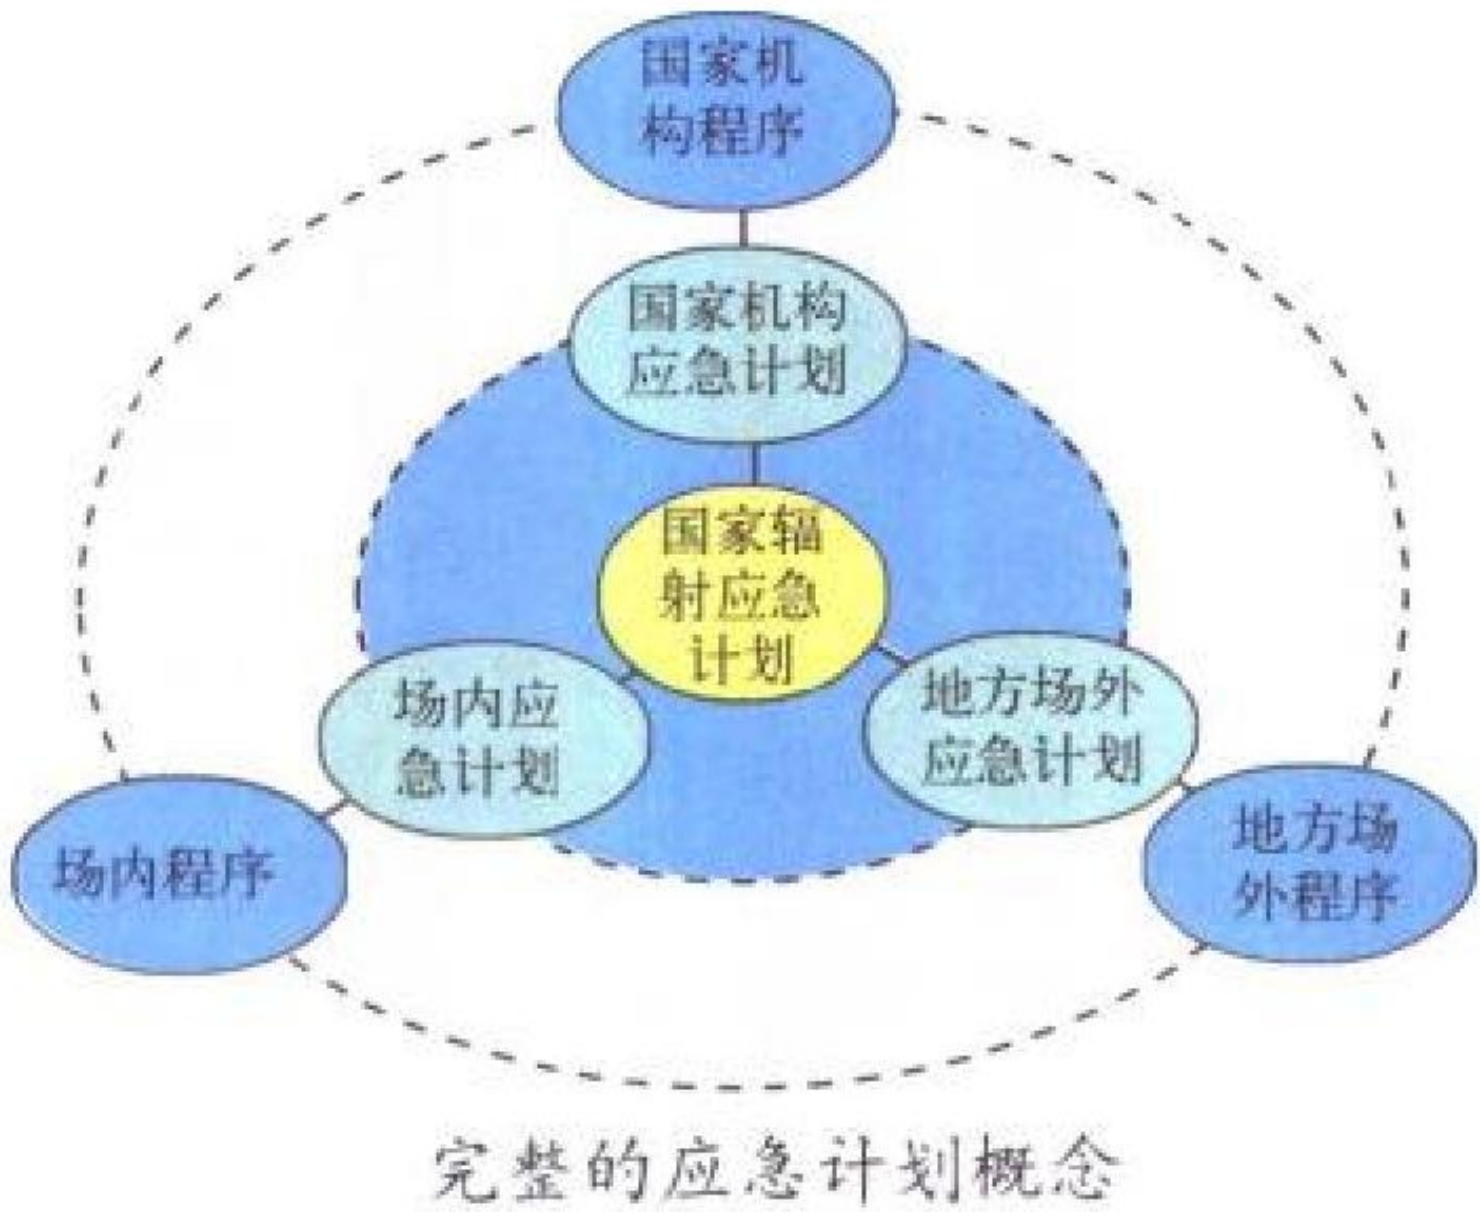 国家机
构程序
国家机构
应急计划
国家辐
射应急
计划
场内应
急计划
地方场外
应急计划
场内程序
地方场
外程序
完整的应急计划概念